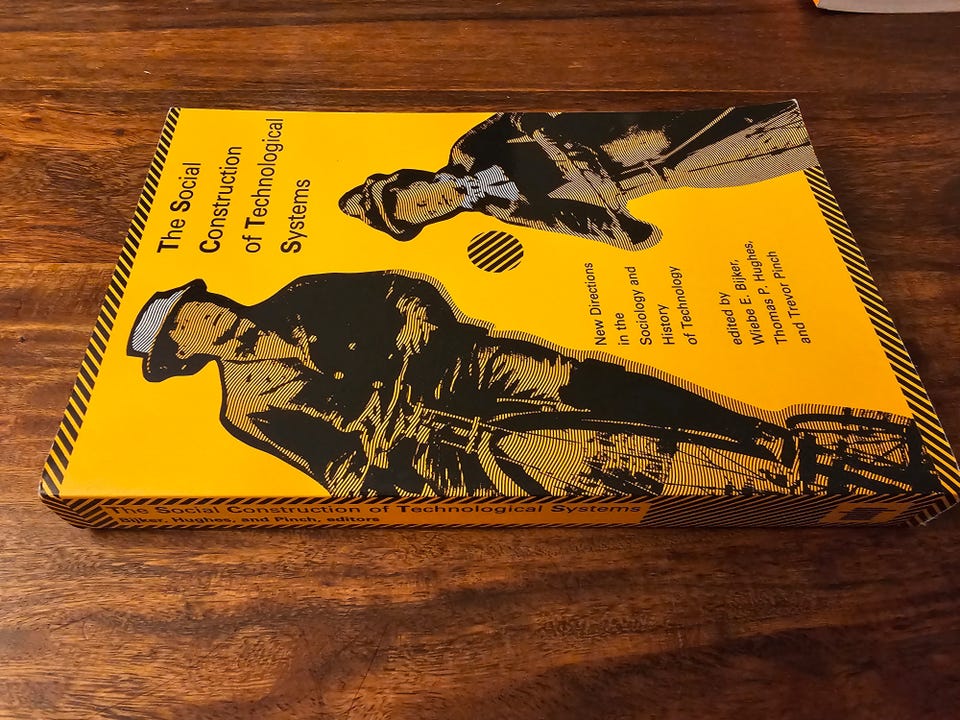 The Social
Construction
of Technological
Systems
New Directions
in the
Sociology and
History
of Technology
edited by
Wiebe E. Bijker,
Thomas P. Hughes,
and Trevor Pinch
The Social Construction of Technological Systems
Bijker, Hughes, and Pinch, editors